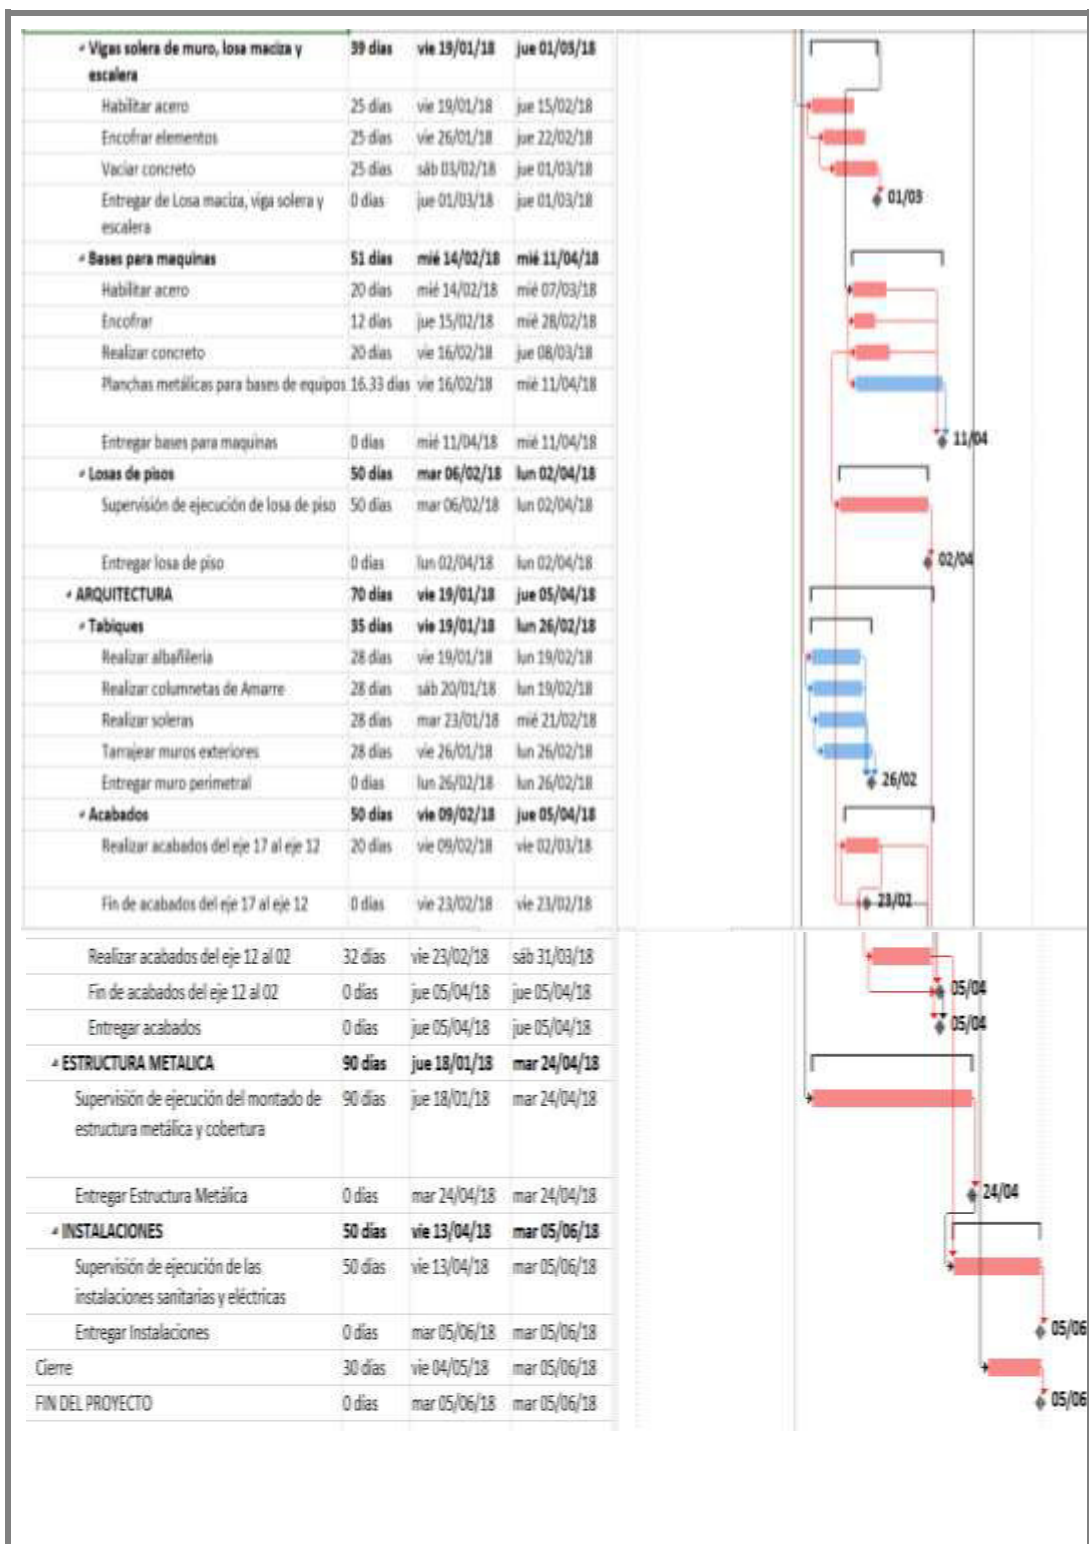 Vigas solera de muro, losa maciza y 39 días vie 19/01/18 jue 01/03/18
escalera
Habilitar acero 25 días vie 19/01/18 jue 15/02/18
Encofrar elementos 25 días vie 26/01/18 jue 22/02/18
Vaciar concreto 25 días sáb 03/02/18 jue 01/03/18
Entregar de Losa maciza, viga solera y 0 días jue 01/03/18 jue 01/03/18 01/03
escalera
Bases para maquinas 51 días mié 14/02/18 mié 11/04/18
Habilitar acero 20 días mié 14/02/18 mié 07/03/18
Encofrar 12 días jue 15/02/18 mié 28/02/18
Realizar concreto 20 días vie 16/02/18 jue 08/03/18
Planchas metálicas para bases de equipos 16.33 días vie 16/02/18 mié 11/04/18
Entregar bases para maquinas 0 días mié 11/04/18 mié 11/04/18 11/04
Losas de pisos 50 días mar 06/02/18 lun 02/04/18
Supervisión de ejecución de losa de piso 50 días mar 06/02/18 lun 02/04/18
Entregar losa de piso 0 días lun 02/04/18 lun 02/04/18 02/04
ARQUITECTURA 70 días vie 19/01/18 jue 05/04/18
Tabiques 35 días vie 19/01/18 lun 26/02/18
Realizar albañileria 28 días vie 19/01/18 lun 19/02/18
Realizar columnetas de Amarre 28 días sáb 20/01/18 lun 19/02/18
Realizar soleras 28 días mar 23/01/18 mié 21/02/18
Tarrajear muros exteriores 28 días vie 26/01/18 lun 26/02/18
Entregar muro perimetral 0 días lun 26/02/18 lun 26/02/18 26/02
Acabados 50 días vie 09/02/18 jue 05/04/18
Realizar acabados del eje 17 al eje 12 20 días vie 09/02/18 vie 02/03/18
Fin de acabados del eje 17 al eje 12 0 días vie 23/02/18 vie 23/02/18 23/02
Realizar acabados del eje 12 al 02 32 días vie 23/02/18 sáb 31/03/18
Fin de acabados del eje 12 al 02 0 días jue 05/04/18 jue 05/04/18 05/04
Entregar acabados 0 días jue 05/04/18 jue 05/04/18 05/04
ESTRUCTURA METALICA 90 días jue 18/01/18 mar 24/04/18
Supervisión de ejecución del montado de 90 días jue 18/01/18 mar 24/04/18
estructura metálica y cobertura
Entregar Estructura Metálica 0 días mar 24/04/18 mar 24/04/18 24/04
INSTALACIONES 50 días vie 13/04/18 mar 05/06/18
Supervisión de ejecución de las 50 días vie 13/04/18 mar 05/06/18
instalaciones sanitarias y eléctricas
Entregar Instalaciones 0 días mar 05/06/18 mar 05/06/18 05/06
Cierre 30 días vie 04/05/18 mar 05/06/18
FIN DEL PROYECTO 0 días mar 05/06/18 mar 05/06/18 05/06